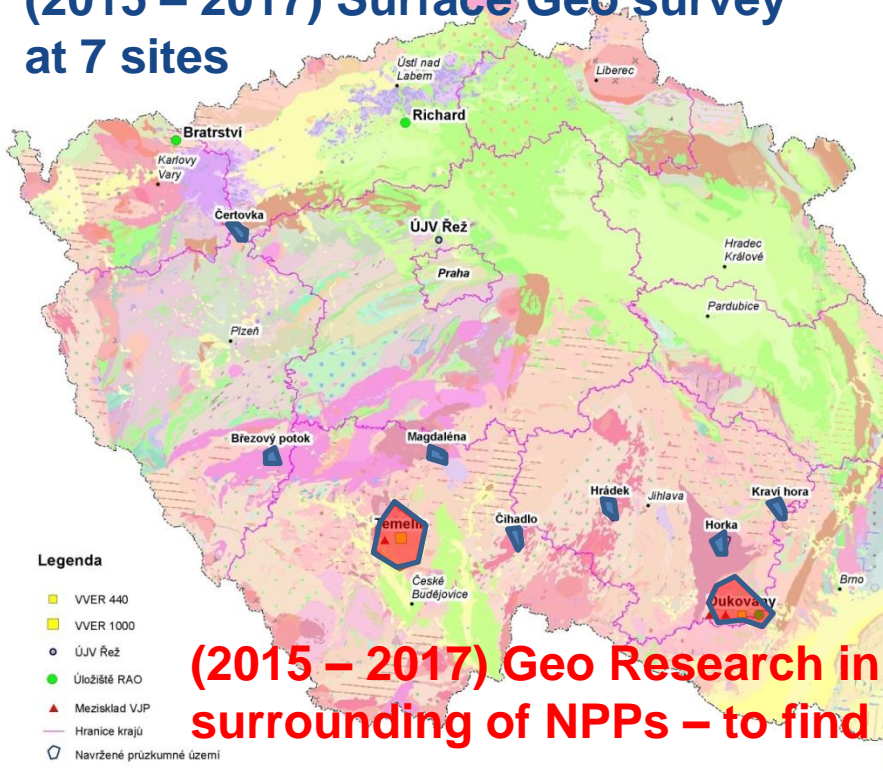 (2015 – 2017) Surface Geo survey
at 7 sites
Ústí nad
Labem
Liberec
Richard
Bratrství
Karlovy
Vary
Čertovka
ÚJV Řež
Hradec
Králové
Praha
Pardubice
Plzeň
Březový potok
Magdaléna
Hrádek
Jihlava
Kraví hora
Čihadlo
Horka
Temelín
České
Budějovice
Dukovany
Brno
Legenda
VVER 440
VVER 1000
ÚJV Řež
Úložiště RAO
Mezisklad VJP
Hranice krajů
Navržené průzkumné území
(2015 – 2017) Geo Research in
surrounding of NPPs – to find